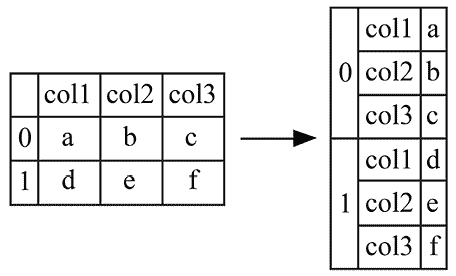 col1 col2 col3
0 a b c
1 d e f
0 col1 a
col2 b
col3 c
1 col1 d
col2 e
col3 f